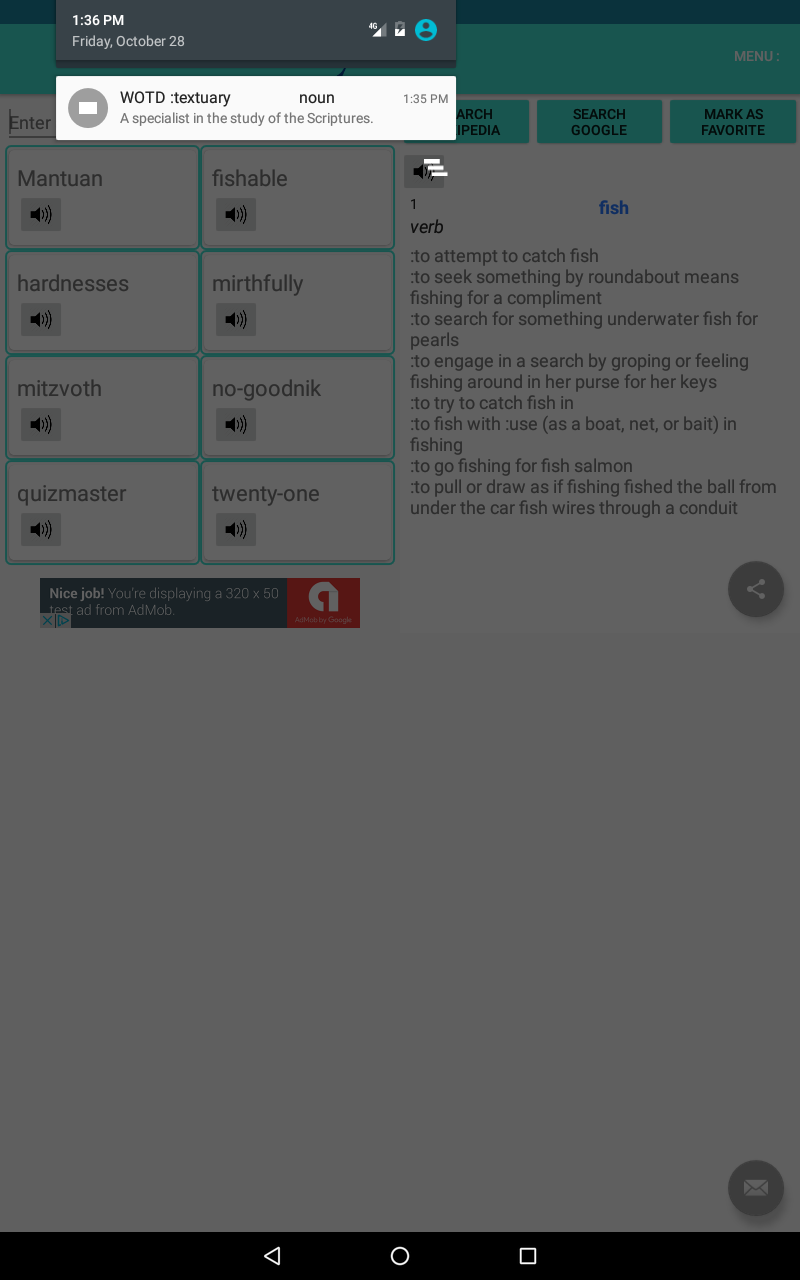 1:36 PM
Friday, October 28
4G
MENU :
WOTD :textuary noun 1:35 PM
A specialist in the study of the Scriptures.
Enter
SEARCH
GOOGLE
MARK AS
FAVORITE
Mantuan
fishable
hardnesses
mirthfully
mitzvoth
no-goodnik
quizmaster
twenty-one
1
fish
verb
:to attempt to catch fish
:to seek something by roundabout means
fishing for a compliment
:to search for something underwater fish for
pearls
:to engage in a search by groping or feeling
fishing around in her purse for her keys
:to try to catch fish in
:to fish with :use (as a boat, net, or bait) in
fishing
:to go fishing for fish salmon
:to pull or draw as if fishing fished the ball from
under the car fish wires through a conduit
Nice job! You're displaying a 320 x 50
test ad from AdMob.
AdMob by Google